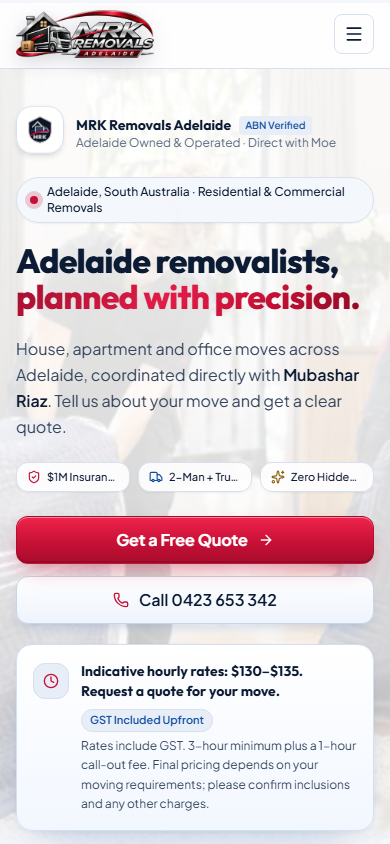 MRK
REMOVALS
ADELAIDE
MRK Removals Adelaide ABN Verified
Adelaide Owned & Operated · Direct with Moe
Adelaide, South Australia · Residential & Commercial
Removals
Adelaide removalists,
planned with precision.
House, apartment and office moves across
Adelaide, coordinated directly with Mubashar
Riaz. Tell us about your move and get a clear
quote.
$1M Insuran… 2-Man + Tru… Zero Hidde…
Get a Free Quote →
Call 0423 653 342
Indicative hourly rates: $130–$135.
Request a quote for your move.
GST Included Upfront
Rates include GST. 3-hour minimum plus a 1-hour
call-out fee. Final pricing depends on your
moving requirements; please confirm inclusions
and any other charges.